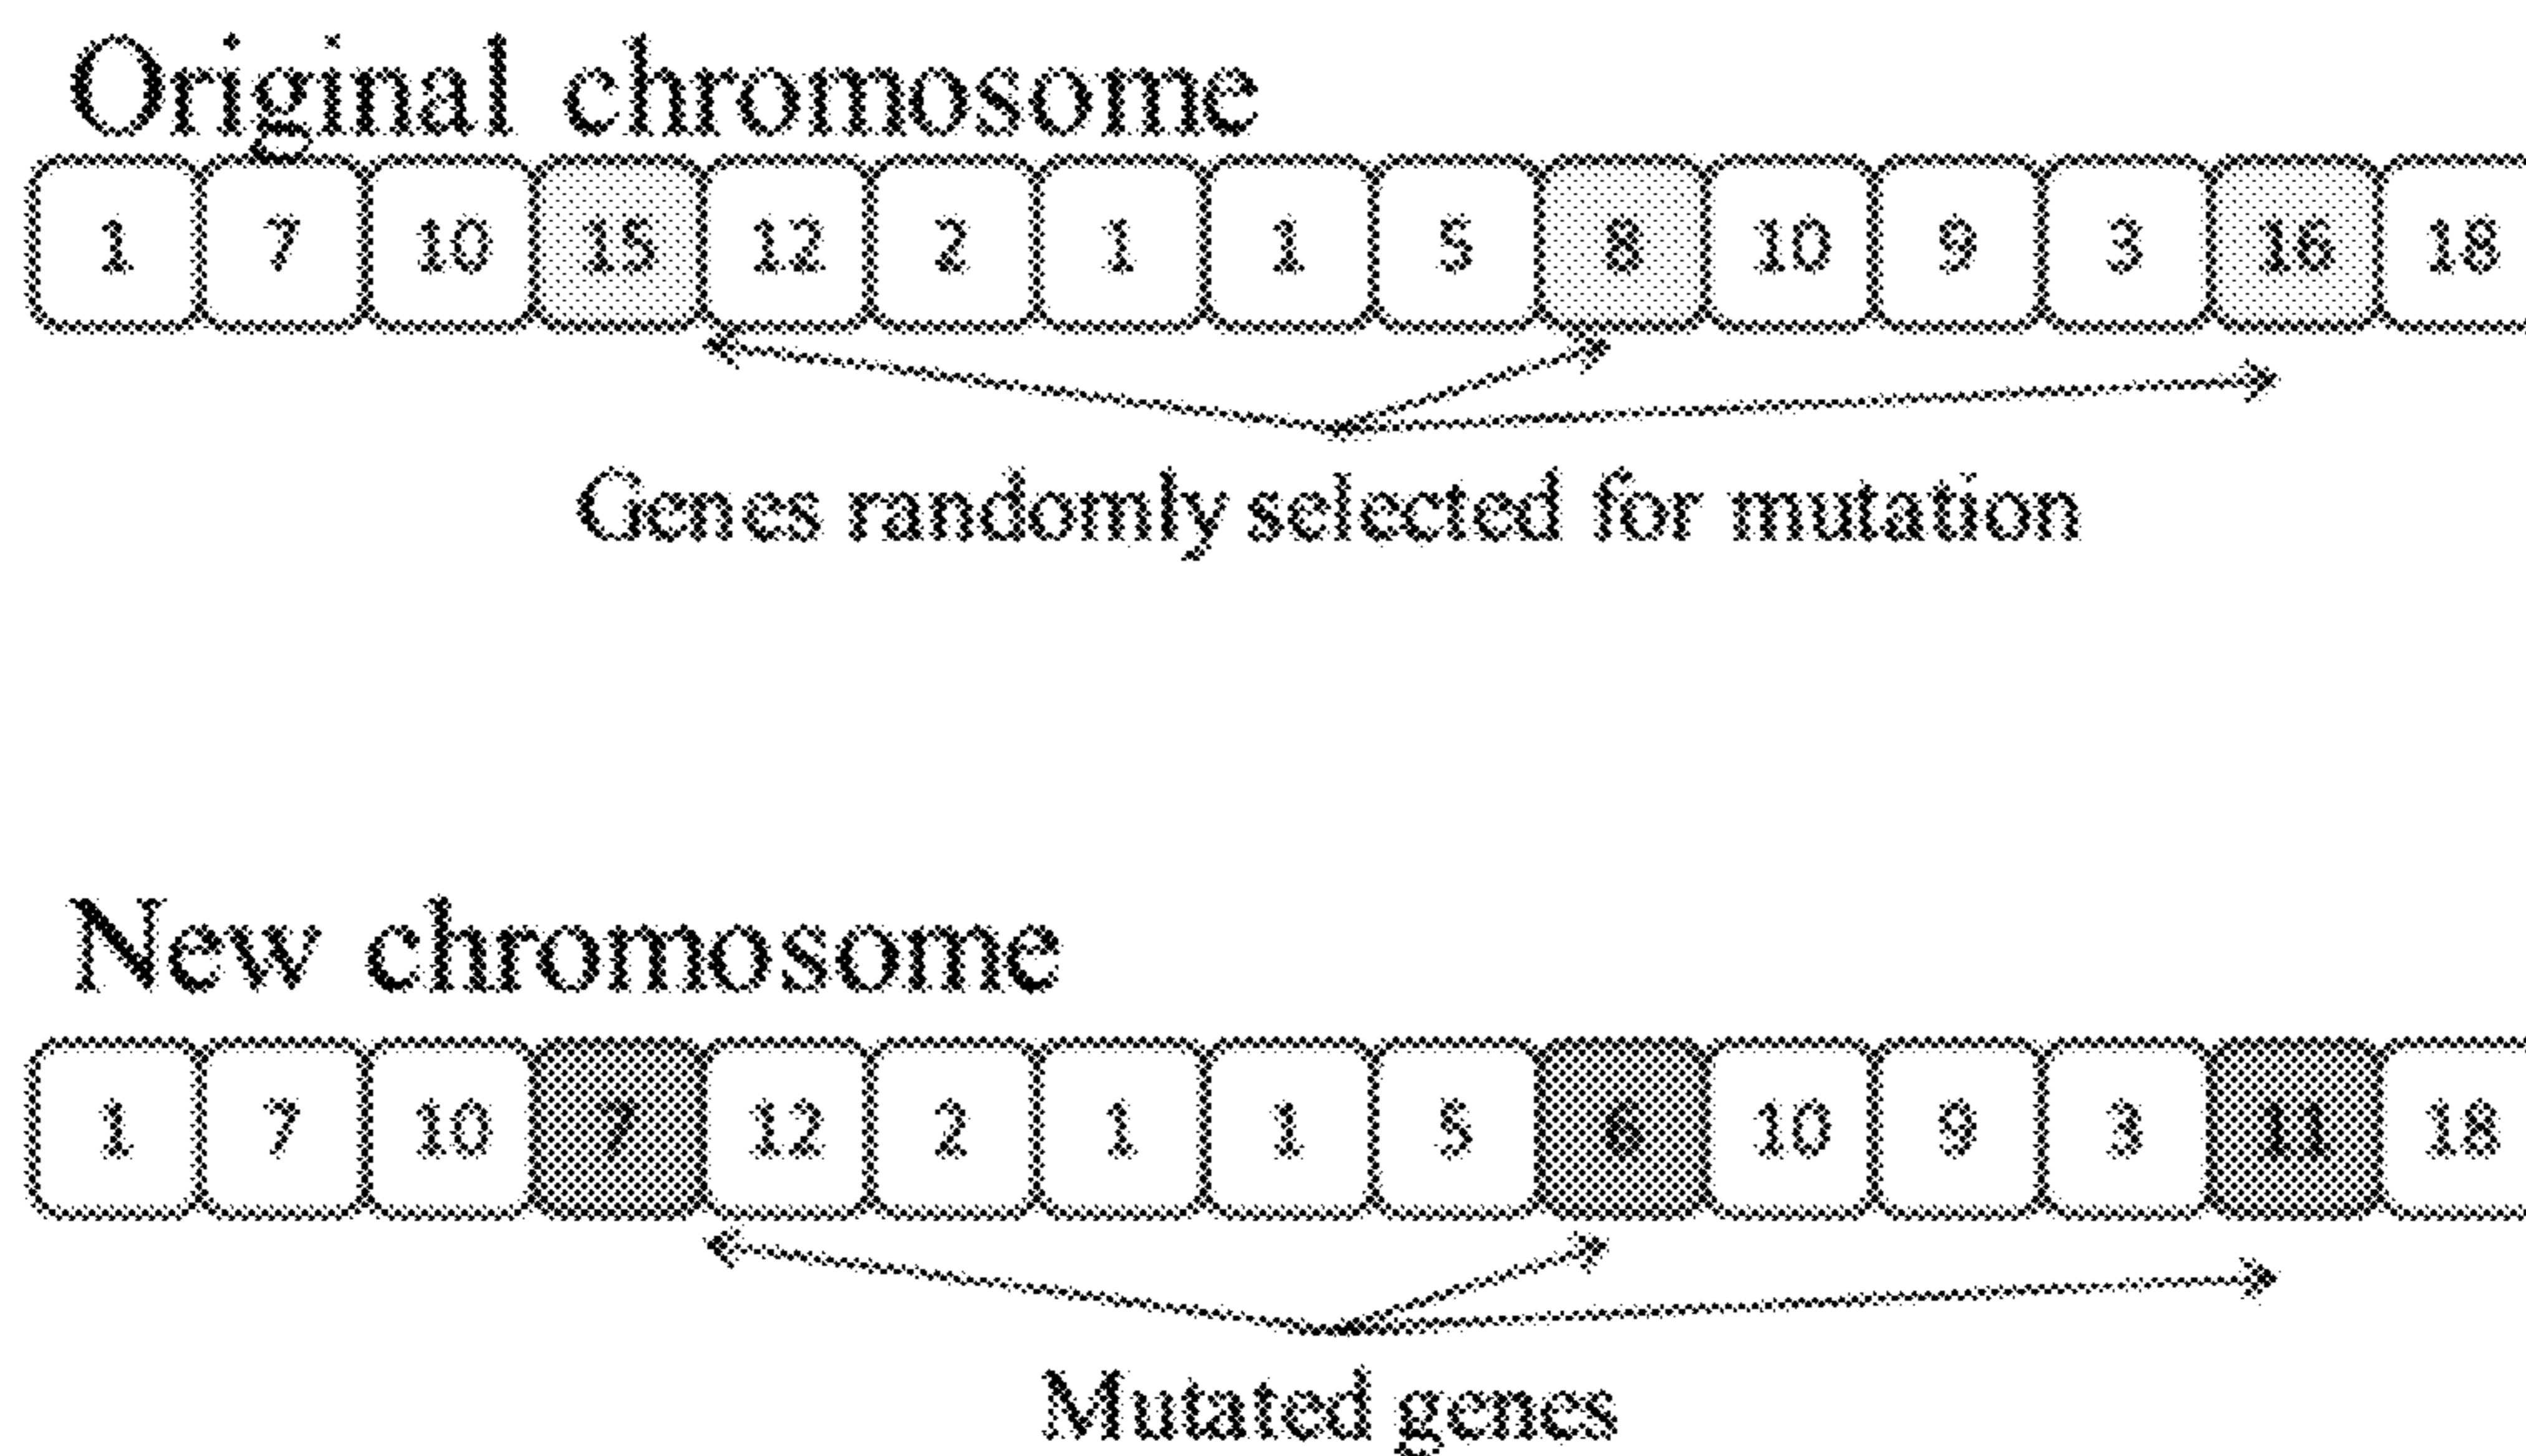 Original chromosome
1 7 10 15 12 2 1 1 5 8 10 9 3 16 18
Genes randomly selected for mutation
New chromosome
1 7 10 7 12 2 1 1 5 6 10 9 3 11 18
Mutated genes